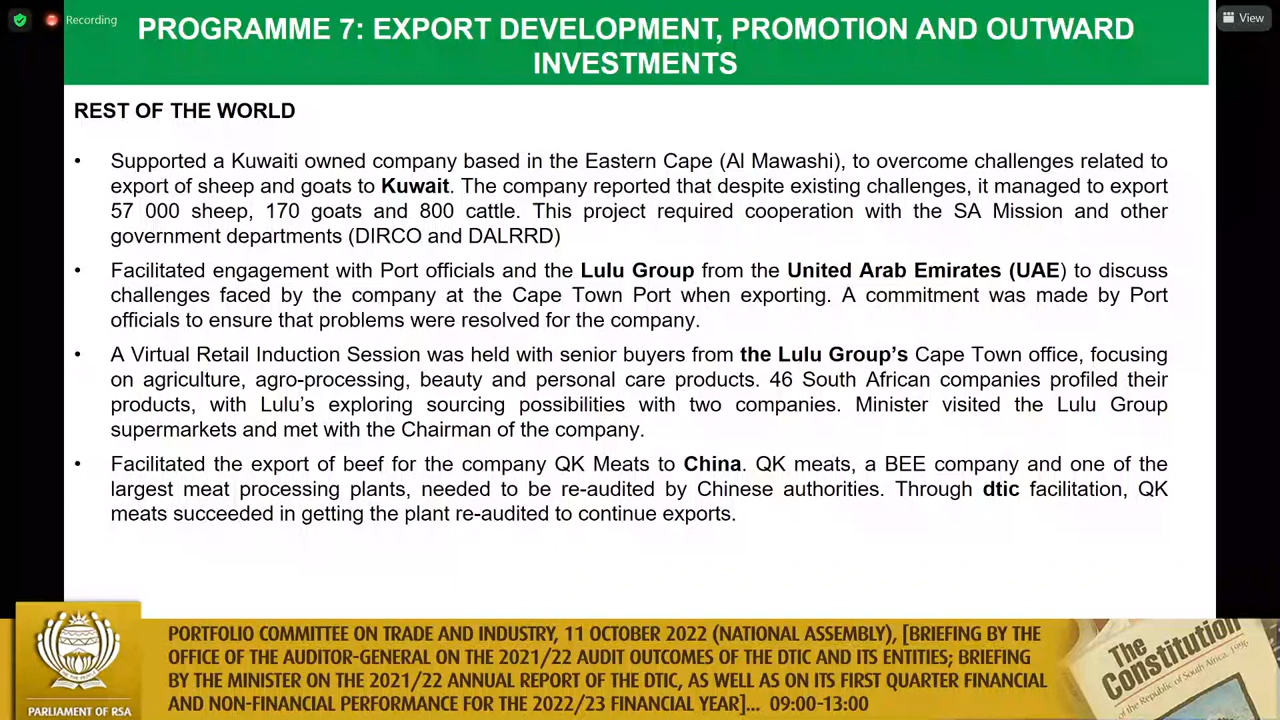 Recording
View
PROGRAMME 7: EXPORT DEVELOPMENT, PROMOTION AND OUTWARD
INVESTMENTS
REST OF THE WORLD
• Supported a Kuwaiti owned company based in the Eastern Cape (Al Mawashi), to overcome challenges related to
export of sheep and goats to Kuwait. The company reported that despite existing challenges, it managed to export
57 000 sheep, 170 goats and 800 cattle. This project required cooperation with the SA Mission and other
government departments (DIRCO and DALRRD)
• Facilitated engagement with Port officials and the Lulu Group from the United Arab Emirates (UAE) to discuss
challenges faced by the company at the Cape Town Port when exporting. A commitment was made by Port
officials to ensure that problems were resolved for the company.
• A Virtual Retail Induction Session was held with senior buyers from the Lulu Group's Cape Town office, focusing
on agriculture, agro-processing, beauty and personal care products. 46 South African companies profiled their
products, with Lulu's exploring sourcing possibilities with two companies. Minister visited the Lulu Group
supermarkets and met with the Chairman of the company.
• Facilitated the export of beef for the company QK Meats to China. QK meats, a BEE company and one of the
largest meat processing plants, needed to be re-audited by Chinese authorities. Through dtic facilitation, QK
meats succeeded in getting the plant re-audited to continue exports.
PORTFOLIO COMMITTEE ON TRADE AND INDUSTRY, 11 OCTOBER 2022 (NATIONAL ASSEMBLY), [BRIEFING BY THE
OFFICE OF THE AUDITOR-GENERAL ON THE 2021/22 AUDIT OUTCOMES OF THE DTIC AND ITS ENTITIES; BRIEFING
BY THE MINISTER ON THE 2021/22 ANNUAL REPORT OF THE DTIC, AS WELL AS ON ITS FIRST QUARTER FINANCIAL
AND NON-FINANCIAL PERFORMANCE FOR THE 2022/23 FINANCIAL YEAR]... 09:00-13:00
PARLIAMENT OF RSA
The
Constitution
of the Republic of South Africa, 1996